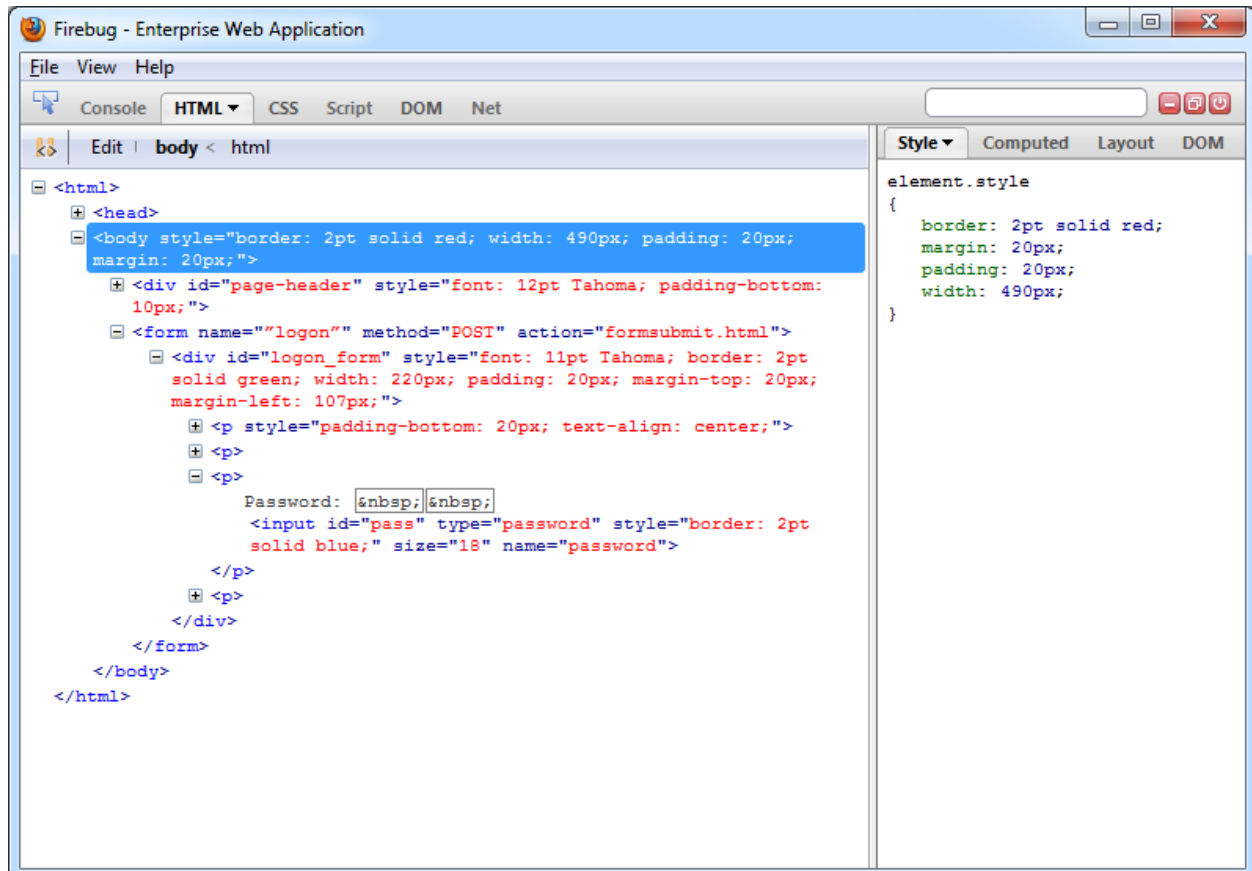 Firebug - Enterprise Web Application
File View Help
Console HTML CSS Script DOM Net
Edit body < html
Style Computed Layout DOM
<html>
<head>
<body style="border: 2pt solid red; width: 490px; padding: 20px;
margin: 20px;">
<div id="page-header" style="font: 12pt Tahoma; padding-bottom:
10px;">
<form name="”logon”" method="POST" action="formsubmit.html">
<div id="logon_form" style="font: 11pt Tahoma; border: 2pt
solid green; width: 220px; padding: 20px; margin-top: 20px;
margin-left: 107px;">
<p style="padding-bottom: 20px; text-align: center;">
<p>
<p>
Password: &nbsp;&nbsp;
<input id="pass" type="password" style="border: 2pt
solid blue;" size="18" name="password">
</p>
<p>
</div>
</form>
</body>
</html>
element.style
{
border: 2pt solid red;
margin: 20px;
padding: 20px;
width: 490px;
}